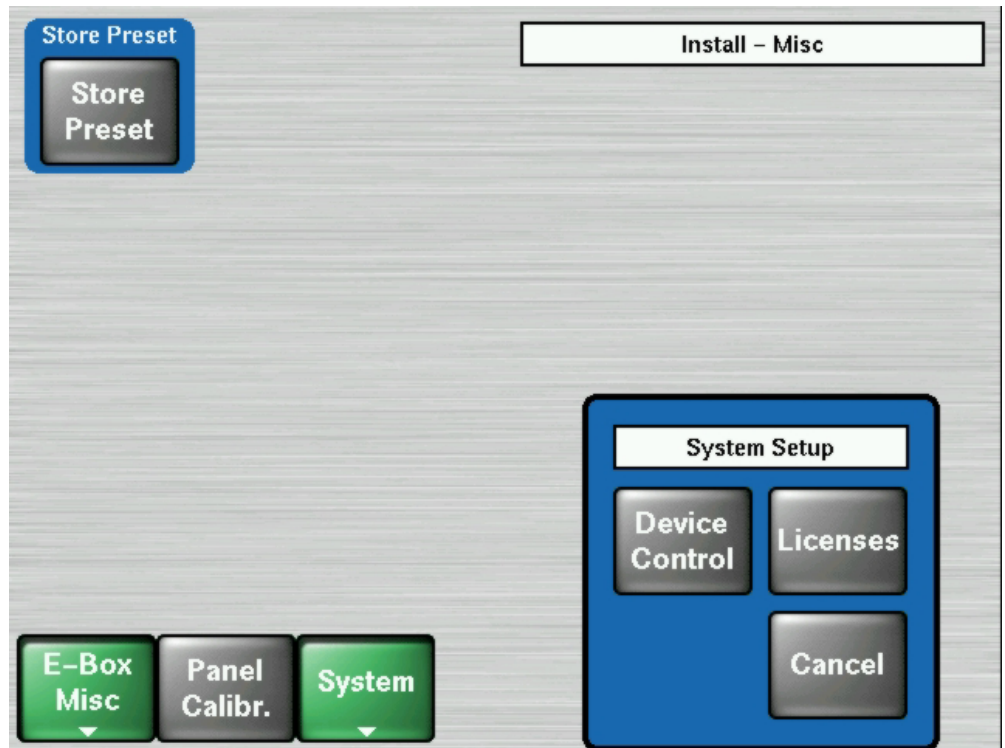 Store Preset
Store
Preset
Install – Misc
System Setup
Device
Control
Licenses
Cancel
E–Box
Misc
Panel
Calibr.
System